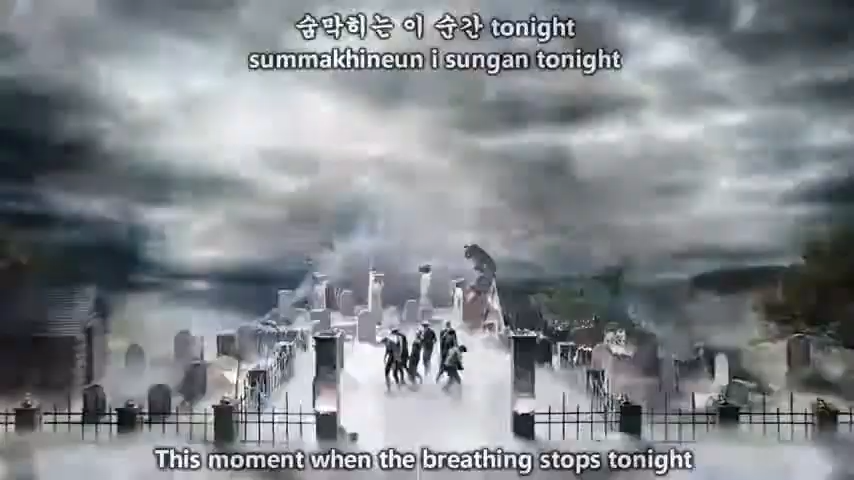 숨막히는 이 순간 tonight
summakhineun i sungan tonight
This moment when the breathing stops tonight